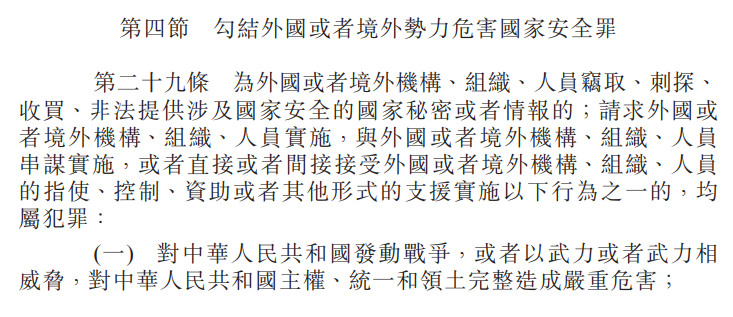 第四節　勾結外國或者境外勢力危害國家安全罪
第二十九條　為外國或者境外機構、組織、人員竊取、刺探、
收買、非法提供涉及國家安全的國家秘密或者情報的；請求外國或
者境外機構、組織、人員實施，與外國或者境外機構、組織、人員
串謀實施，或者直接或者間接接受外國或者境外機構、組織、人員
的指使、控制、資助或者其他形式的支援實施以下行為之一的，均
屬犯罪：
(一)　對中華人民共和國發動戰爭，或者以武力或者武力相
威脅，對中華人民共和國主權、統一和領土完整造成嚴重危害；